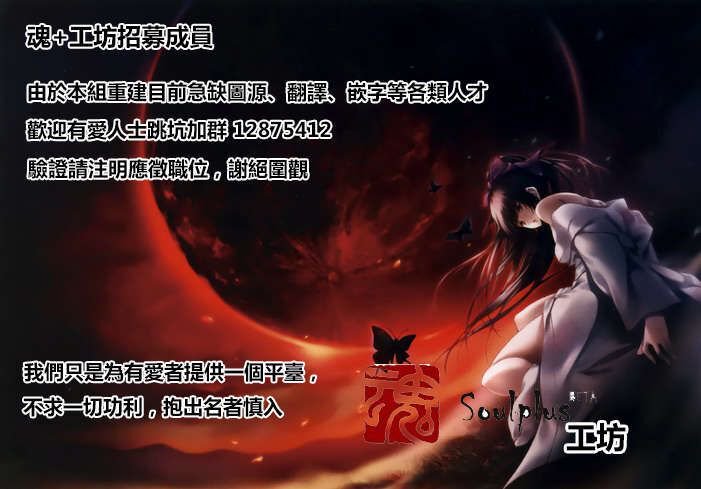 魂+工坊招募成員
由於本組重建目前急缺圖源、翻譯、嵌字等各類人才
歡迎有愛人士跳坑加群 12875412
驗證請注明應徵職位，謝絕圍觀
我們只是為有愛者提供一個平臺，
不求一切功利，抱出名者慎入
魂
Soulplus
工坊